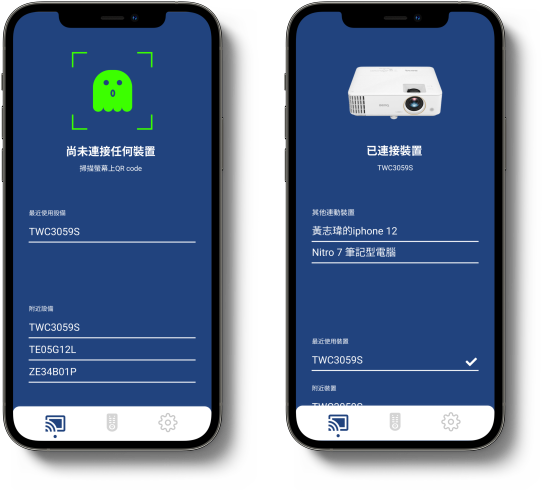 尚未連接任何裝置
掃描螢幕上QR code
最近使用設備
TWC3059S
附近設備
TWC3059S
TE05G12L
ZE34B01P
已連接裝置
TWC3059S
其他連動裝置
黃志瑋的iphone 12
Nitro 7 筆記型電腦
最近使用裝置
TWC3059S
附近裝置
TWC3059S